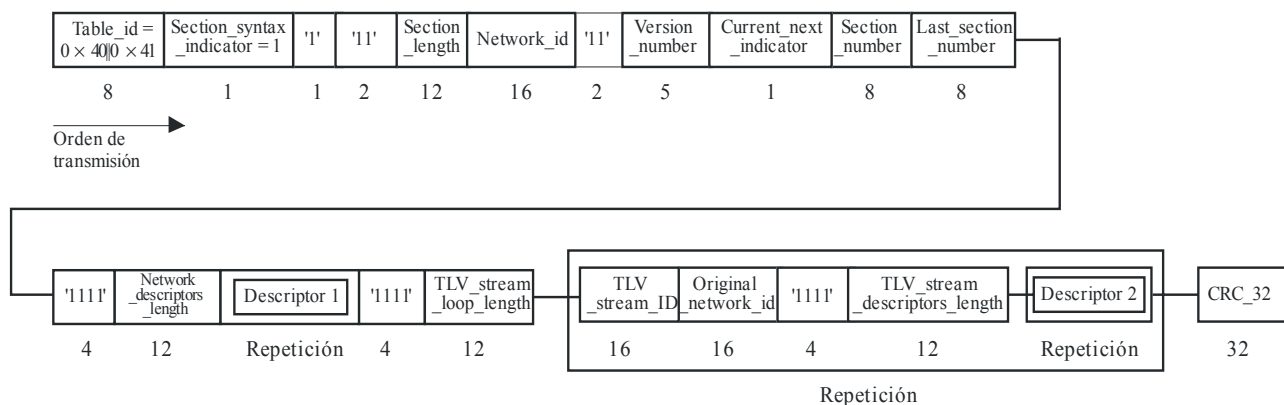 Table_id =
0 × 40||0 × 41
Section_syntax
_indicator = 1
'1'
'11'
Section
_length
Network_id
'11'
Version
_number
Current_next
_indicator
Section
_number
Last_section
_number
8
1
1
2
12
16
2
5
1
8
8
Orden de
transmisión
'1111'
Network
_descriptors
_length
Descriptor 1
'1111'
TLV_stream
_loop_length
TLV
_stream_ID
Original
_network_id
'1111'
TLV_stream
_descriptors_length
Descriptor 2
CRC_32
4
12
Repetición
4
12
16
16
4
12
Repetición
32
Repetición